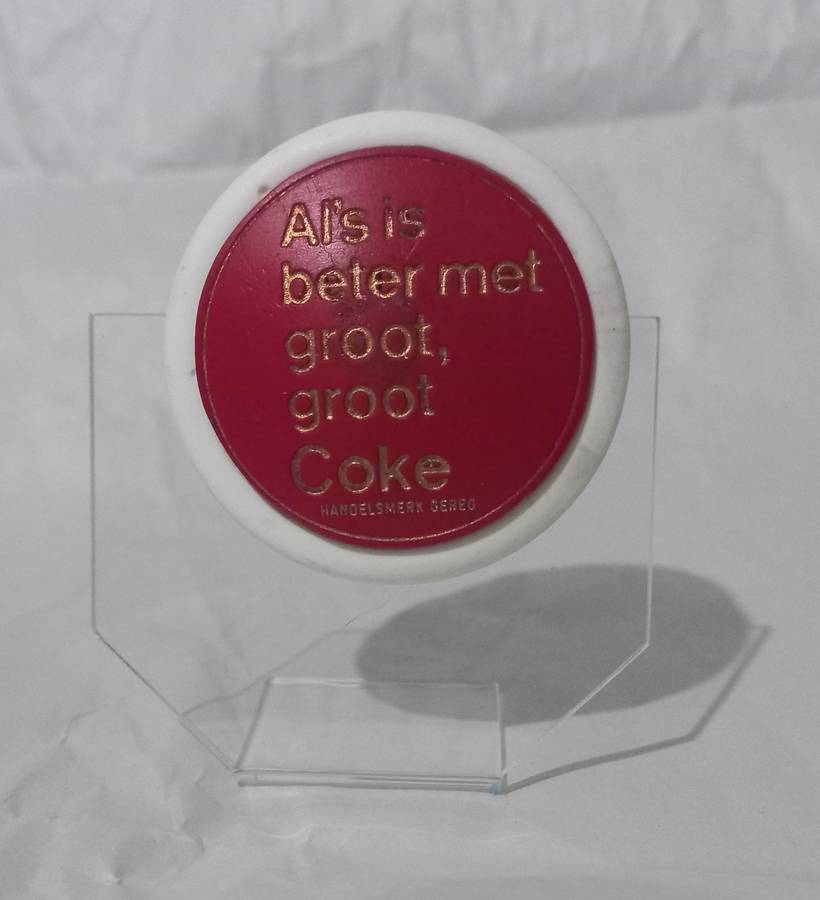 Al's is
beter met
groot,
groot
Coke
HANDELSMERK GEREG